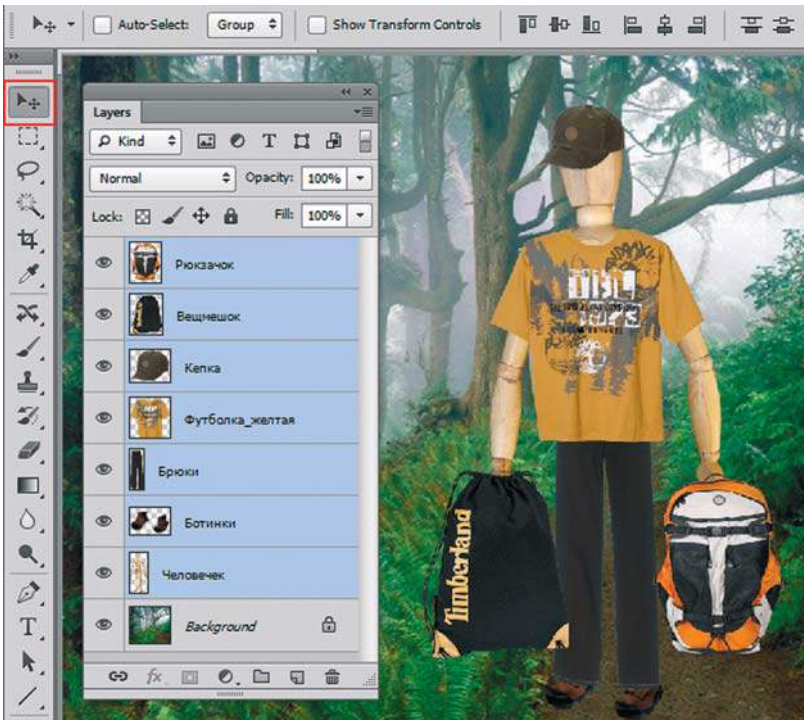 Auto-Select: Group Show Transform Controls
Layers
Kind
Normal Opacity: 100%
Lock: Fill: 100%
Рюкзачок
Вещмешок
Кепка
Футболка_желтая
Брюки
Ботинки
Человечек
Background
fx
Timberland